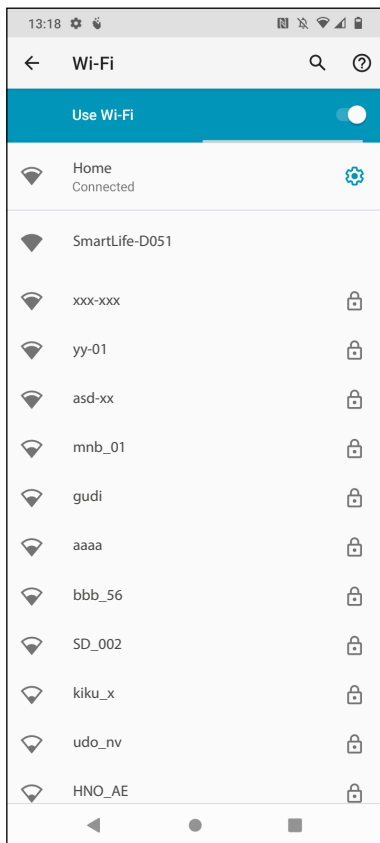 13:18
Wi-Fi
Use Wi-Fi
Home
Connected
SmartLife-D051
xxx-xxx
yy-01
asd-xx
mnb_01
gudi
aaaa
bbb_56
SD_002
kiku_x
udo_nv
HNO_AE